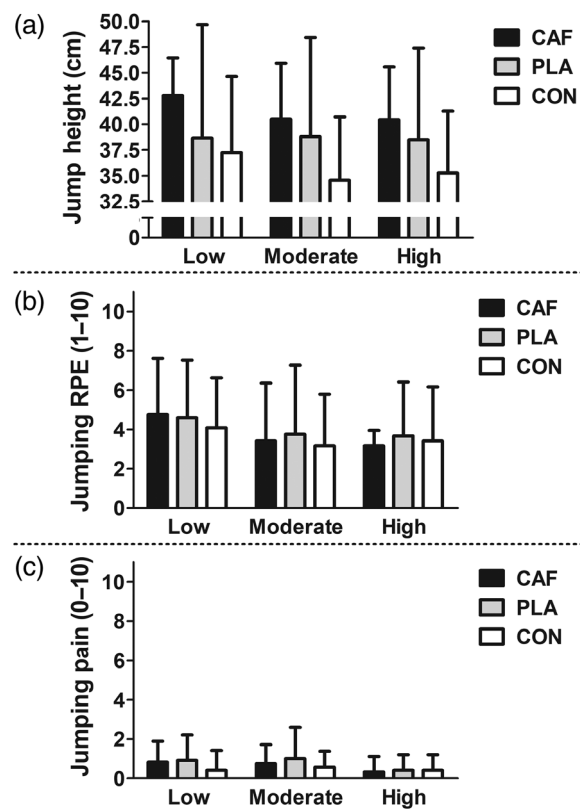 (a)
Jump height (cm)
50.0
47.5
45.0
42.5
40.0
37.5
35.0
32.5
0
CAF
PLA
CON
Low Moderate High
(b)
Jumping RPE (1–10)
10
8
6
4
2
0
CAF
PLA
CON
Low Moderate High
(c)
Jumping pain (0–10)
10
8
6
4
2
0
CAF
PLA
CON
Low Moderate High